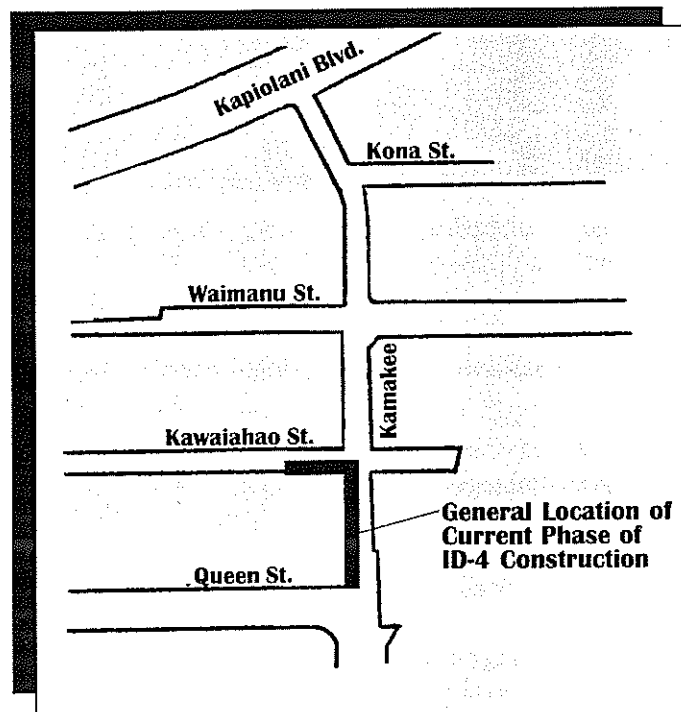 Kapiolani Blvd.
Kona St.
Waimanu St.
Kamakee
Kawaiahao St.
General Location of
Current Phase of
ID-4 Construction
Queen St.